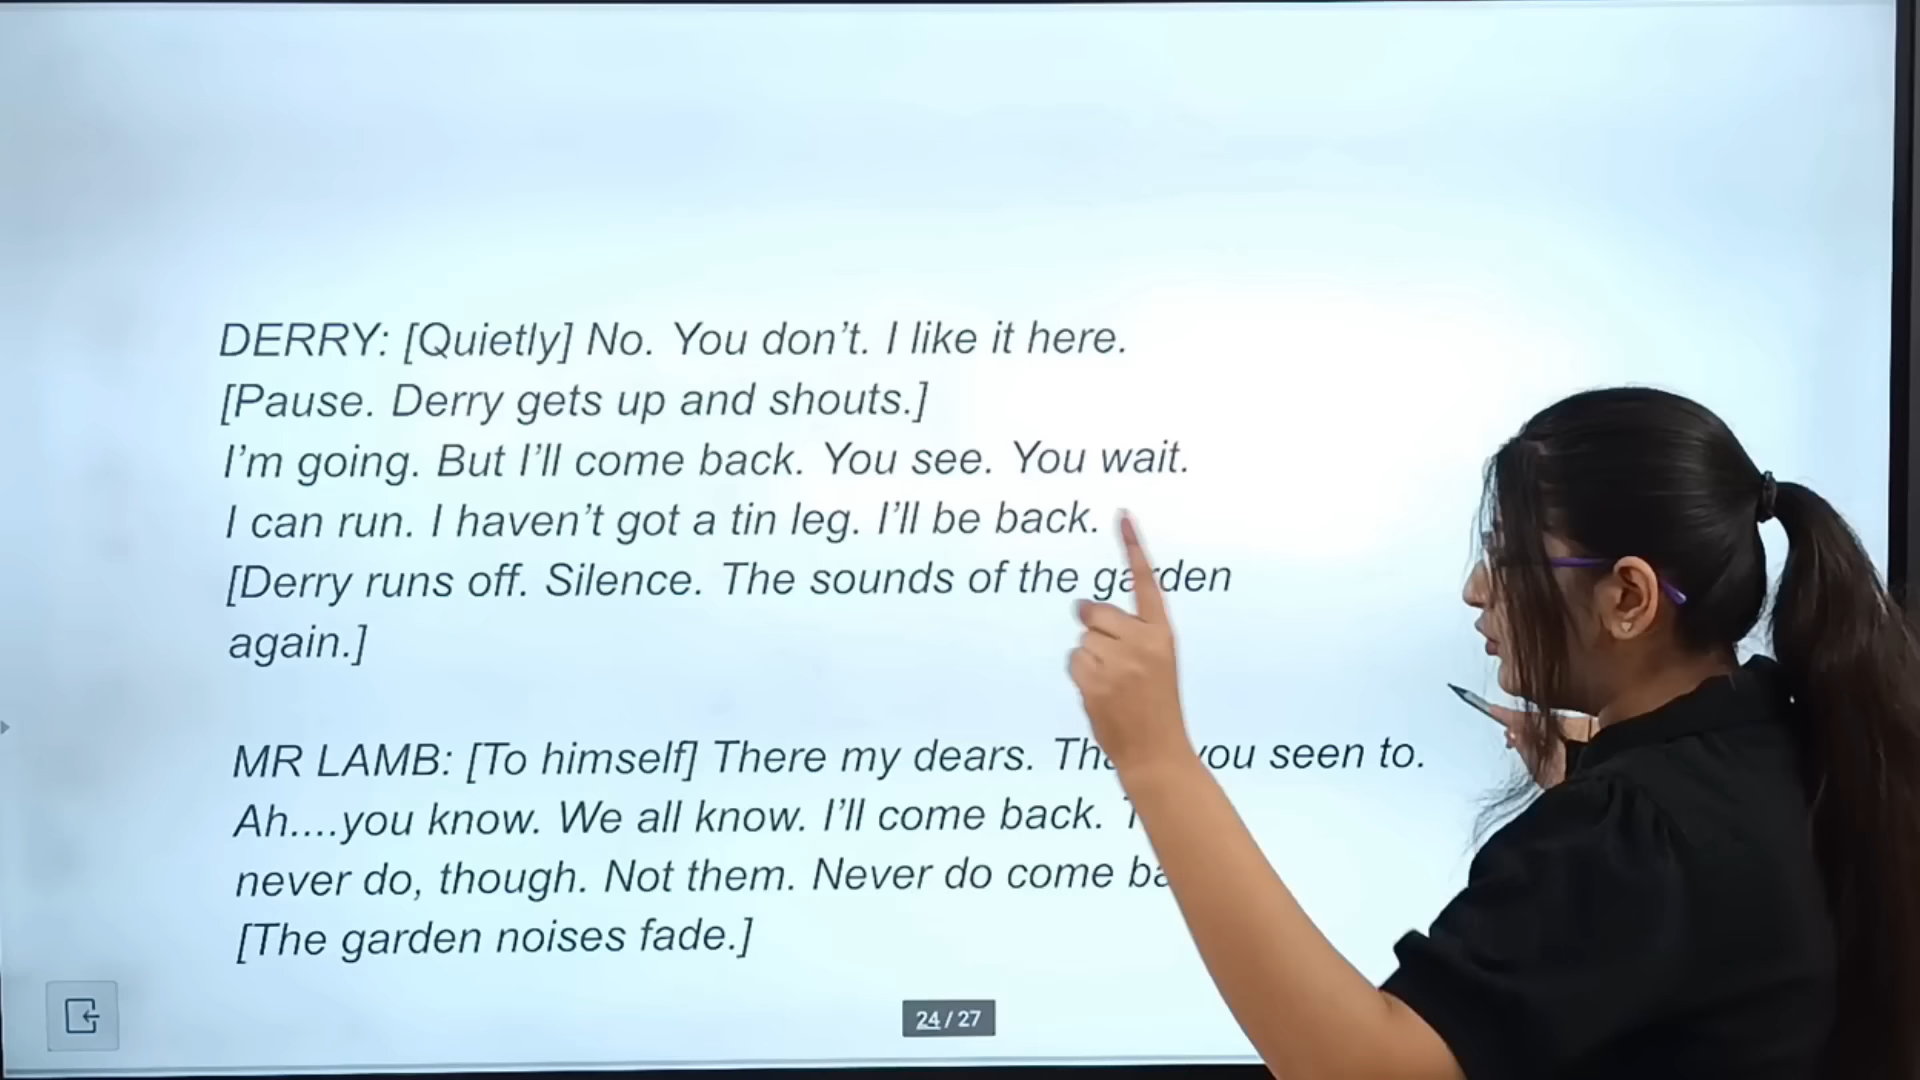 DERRY: [Quietly] No. You don't. I like it here.
[Pause. Derry gets up and shouts.]
I'm going. But I'll come back. You see. You wait.
I can run. I haven't got a tin leg. I'll be back.
[Derry runs off. Silence. The sounds of the garden
again.]
MR LAMB: [To himself] There my dears. you seen to.
Ah....you know. We all know. I'll come back.
never do, though. Not them. Never do come
[The garden noises fade.]
24 / 27